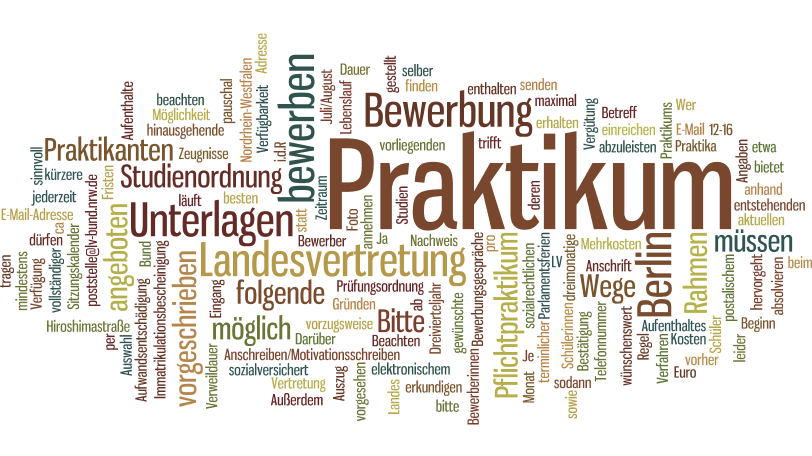 Adresse
Nordrhein-Westfalen
Verfügbarkeit
bewerben
Juli/August
Dauer
Lebenslauf
gestellt
selber
finden
Aufenthalte
beachten
Möglichkeit
hinausgehende
pauschal
i.d.R
Bewerbung
enthalten
senden
maximal
erhalten
Vergütung
Betreff
einreichen
abzuleisten
Praktikums
Wer
E-Mail
12-16
Praktika
Angaben
etwa
bietet
anhand
entstehenden
aktuellen
sinnvoll
Praktikanten
Zeugnisse
kürzere
jederzeit
Fristen
Studienordnung
läuft
besten
statt
Zeitraum
vorliegenden
trifft
Praktikum
deren
E-Mail-Adresse
ca
poststelle@lv-bund.nrw.de
angeboten
Unterlagen
Foto
annehmen
Studien
Bewerber
Ja
Nachweis
tragen
mindestens
dürfen
Verfügung
vollständiger
Sitzungskalender
Bund
Aufwandsentschädigung
Immatrikulationsbescheinigung
vorgeschrieben
Landesvertretung
Bewerbungsgespräche
pro
Pflichtpraktikum
sozialrechtlichen
Parlamentsferien
LV
dreimonatige
Mehrkosten
Anschrift
Wege
Berlin
Rahmen
müssen
postalischem
hervorgeht
absolvieren
beim
Eingang
folgende
Prüfungsordnung
Gründen
ab
Dreivierteljahr
gewünschte
Hiroshimastraße
per
Auswahl
Verweildauer
möglich
vorzugsweise
Darüber
Bitte
Beachten
Anschreiben/Motivationsschreiben
sozialversichert
Vertretung
Außerdem
Auszug
vorgesehen
elektronischem
Landes
erkundigen
bitte
Bewerberinnen
Monat
Je
terminlicher
Schülerinnen
Bestätigung
Telefonnummer
sodann
sowie
wünschenswert
Regel
Aufenthaltes
Kosten
Verfahren
vorher
Euro
Schüler
leider
Beginn